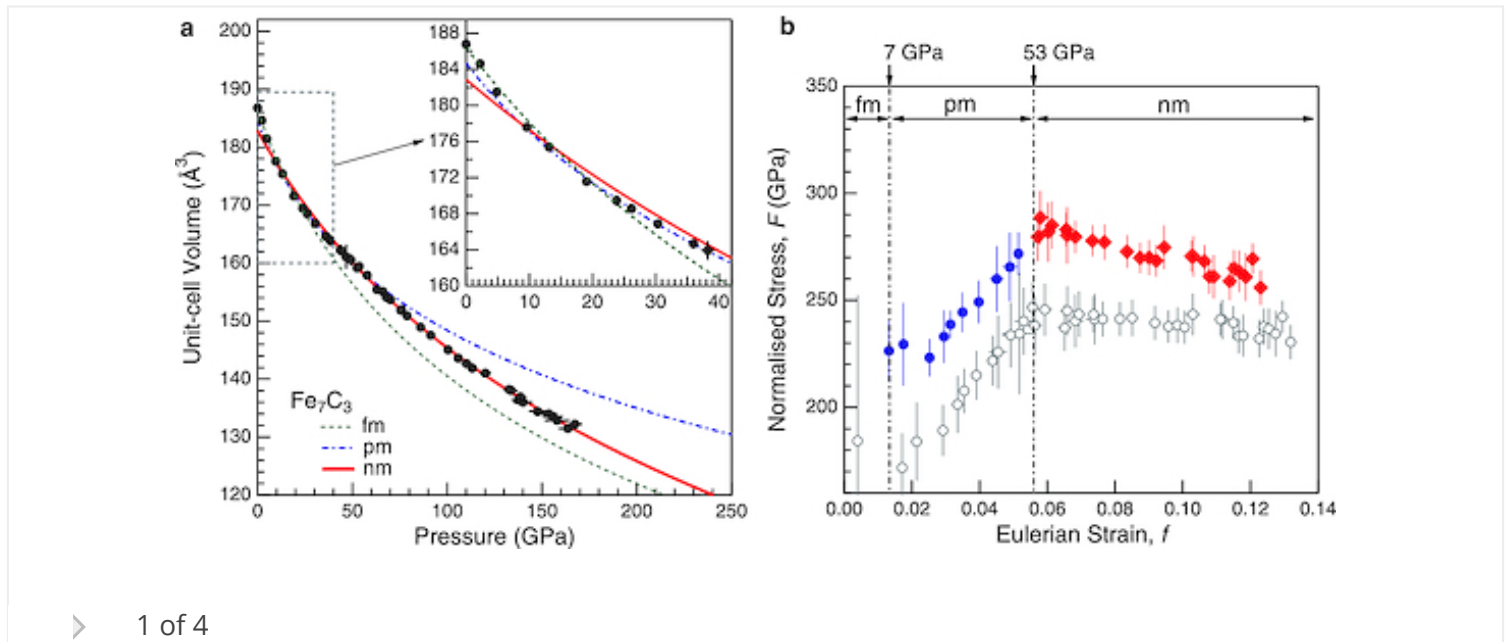 a
200
190
180
170
160
150
140
130
120
Unit-cell Volume (Å³)
0
50
100
150
200
250
Pressure (GPa)
Fe₇C₃
fm
pm
nm
188
184
180
176
172
168
164
160
0
10
20
30
40
b
7 GPa
53 GPa
fm
pm
nm
350
300
250
200
Normalised Stress, F (GPa)
0.00
0.02
0.04
0.06
0.08
0.10
0.12
0.14
Eulerian Strain, f
1 of 4